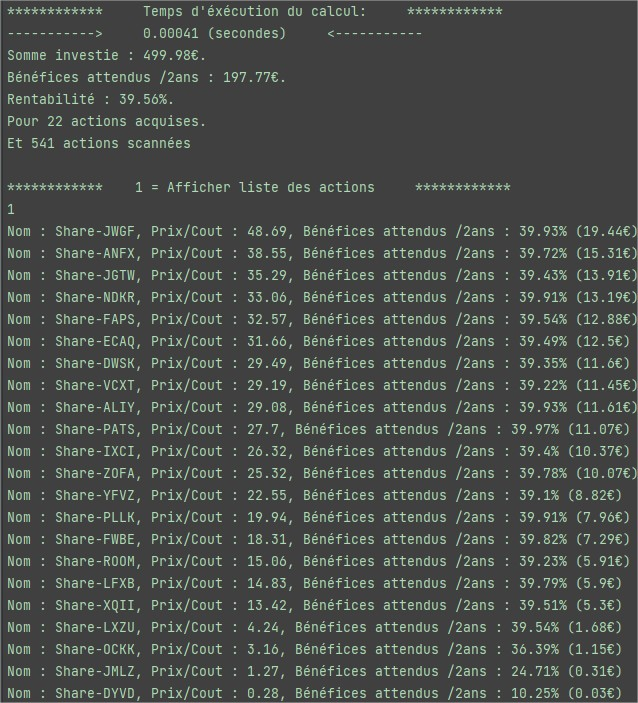 ************     Temps d'éxécution du calcul:     ************
----------->     0.00041 (secondes)     <-----------
Somme investie : 499.98€.
Bénéfices attendus /2ans : 197.77€.
Rentabilité : 39.56%.
Pour 22 actions acquises.
Et 541 actions scannées
************    1 = Afficher liste des actions     ************
1
Nom : Share-JWGF, Prix/Cout : 48.69, Bénéfices attendus /2ans : 39.93% (19.44€)
Nom : Share-ANFX, Prix/Cout : 38.55, Bénéfices attendus /2ans : 39.72% (15.31€)
Nom : Share-JGTW, Prix/Cout : 35.29, Bénéfices attendus /2ans : 39.43% (13.91€)
Nom : Share-NDKR, Prix/Cout : 33.06, Bénéfices attendus /2ans : 39.91% (13.19€)
Nom : Share-FAPS, Prix/Cout : 32.57, Bénéfices attendus /2ans : 39.54% (12.88€)
Nom : Share-ECAQ, Prix/Cout : 31.66, Bénéfices attendus /2ans : 39.49% (12.5€)
Nom : Share-DWSK, Prix/Cout : 29.49, Bénéfices attendus /2ans : 39.35% (11.6€)
Nom : Share-VCXT, Prix/Cout : 29.19, Bénéfices attendus /2ans : 39.22% (11.45€)
Nom : Share-ALIY, Prix/Cout : 29.08, Bénéfices attendus /2ans : 39.93% (11.61€)
Nom : Share-PATS, Prix/Cout : 27.7, Bénéfices attendus /2ans : 39.97% (11.07€)
Nom : Share-IXCI, Prix/Cout : 26.32, Bénéfices attendus /2ans : 39.4% (10.37€)
Nom : Share-ZOFA, Prix/Cout : 25.32, Bénéfices attendus /2ans : 39.78% (10.07€)
Nom : Share-YFVZ, Prix/Cout : 22.55, Bénéfices attendus /2ans : 39.1% (8.82€)
Nom : Share-PLLK, Prix/Cout : 19.94, Bénéfices attendus /2ans : 39.91% (7.96€)
Nom : Share-FWBE, Prix/Cout : 18.31, Bénéfices attendus /2ans : 39.82% (7.29€)
Nom : Share-ROOM, Prix/Cout : 15.06, Bénéfices attendus /2ans : 39.23% (5.91€)
Nom : Share-LFXB, Prix/Cout : 14.83, Bénéfices attendus /2ans : 39.79% (5.9€)
Nom : Share-XQII, Prix/Cout : 13.42, Bénéfices attendus /2ans : 39.51% (5.3€)
Nom : Share-LXZU, Prix/Cout : 4.24, Bénéfices attendus /2ans : 39.54% (1.68€)
Nom : Share-OCKK, Prix/Cout : 3.16, Bénéfices attendus /2ans : 36.39% (1.15€)
Nom : Share-JMLZ, Prix/Cout : 1.27, Bénéfices attendus /2ans : 24.71% (0.31€)
Nom : Share-DYVD, Prix/Cout : 0.28, Bénéfices attendus /2ans : 10.25% (0.03€)